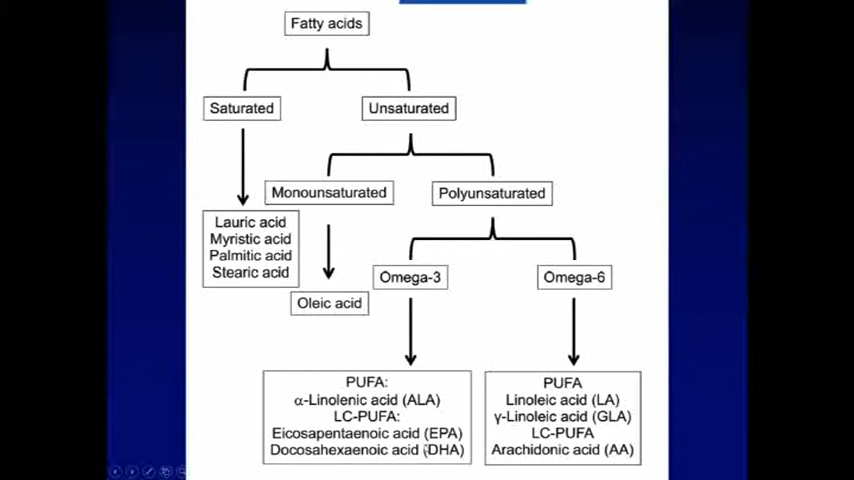 Fatty acids
Saturated
Unsaturated
Monounsaturated
Polyunsaturated
Lauric acid
Myristic acid
Palmitic acid
Stearic acid
Oleic acid
Omega-3
Omega-6
PUFA:
α-Linolenic acid (ALA)
LC-PUFA:
Eicosapentaenoic acid (EPA)
Docosahexaenoic acid (DHA)
PUFA
Linoleic acid (LA)
γ-Linoleic acid (GLA)
LC-PUFA
Arachidonic acid (AA)